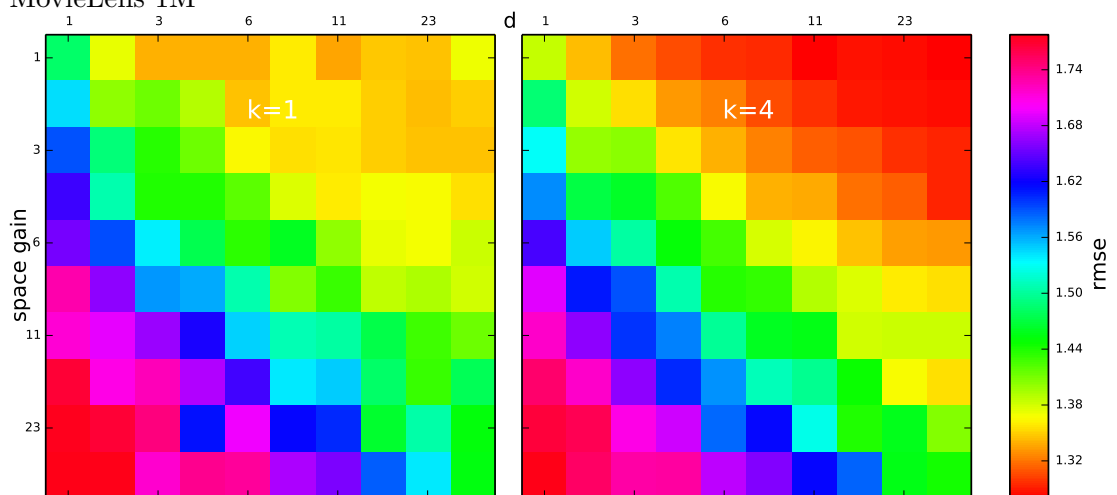 MovieLens 1M
1 3 6 11 23 d 1 3 6 11 23
1
3
6
11
23
space gain
k=1
k=4
1.74
1.68
1.62
1.56
1.50
1.44
1.38
1.32
rmse